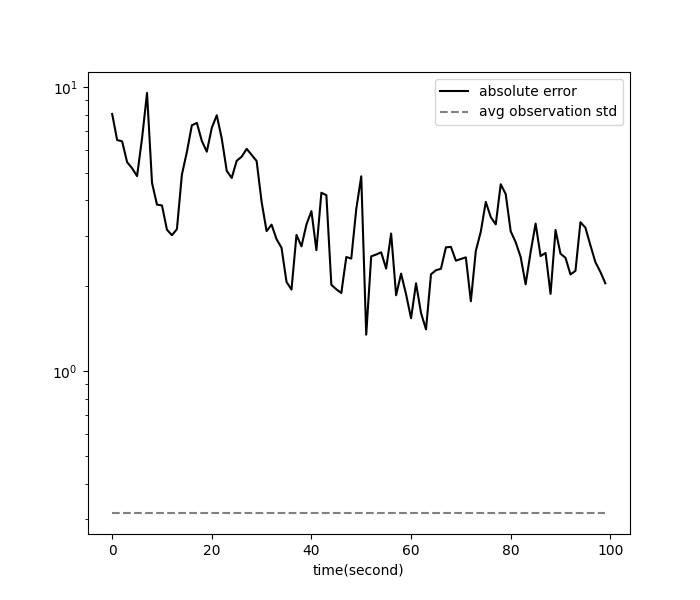 absolute error
avg observation std
10¹
10⁰
0 20 40 60 80 100
time(second)